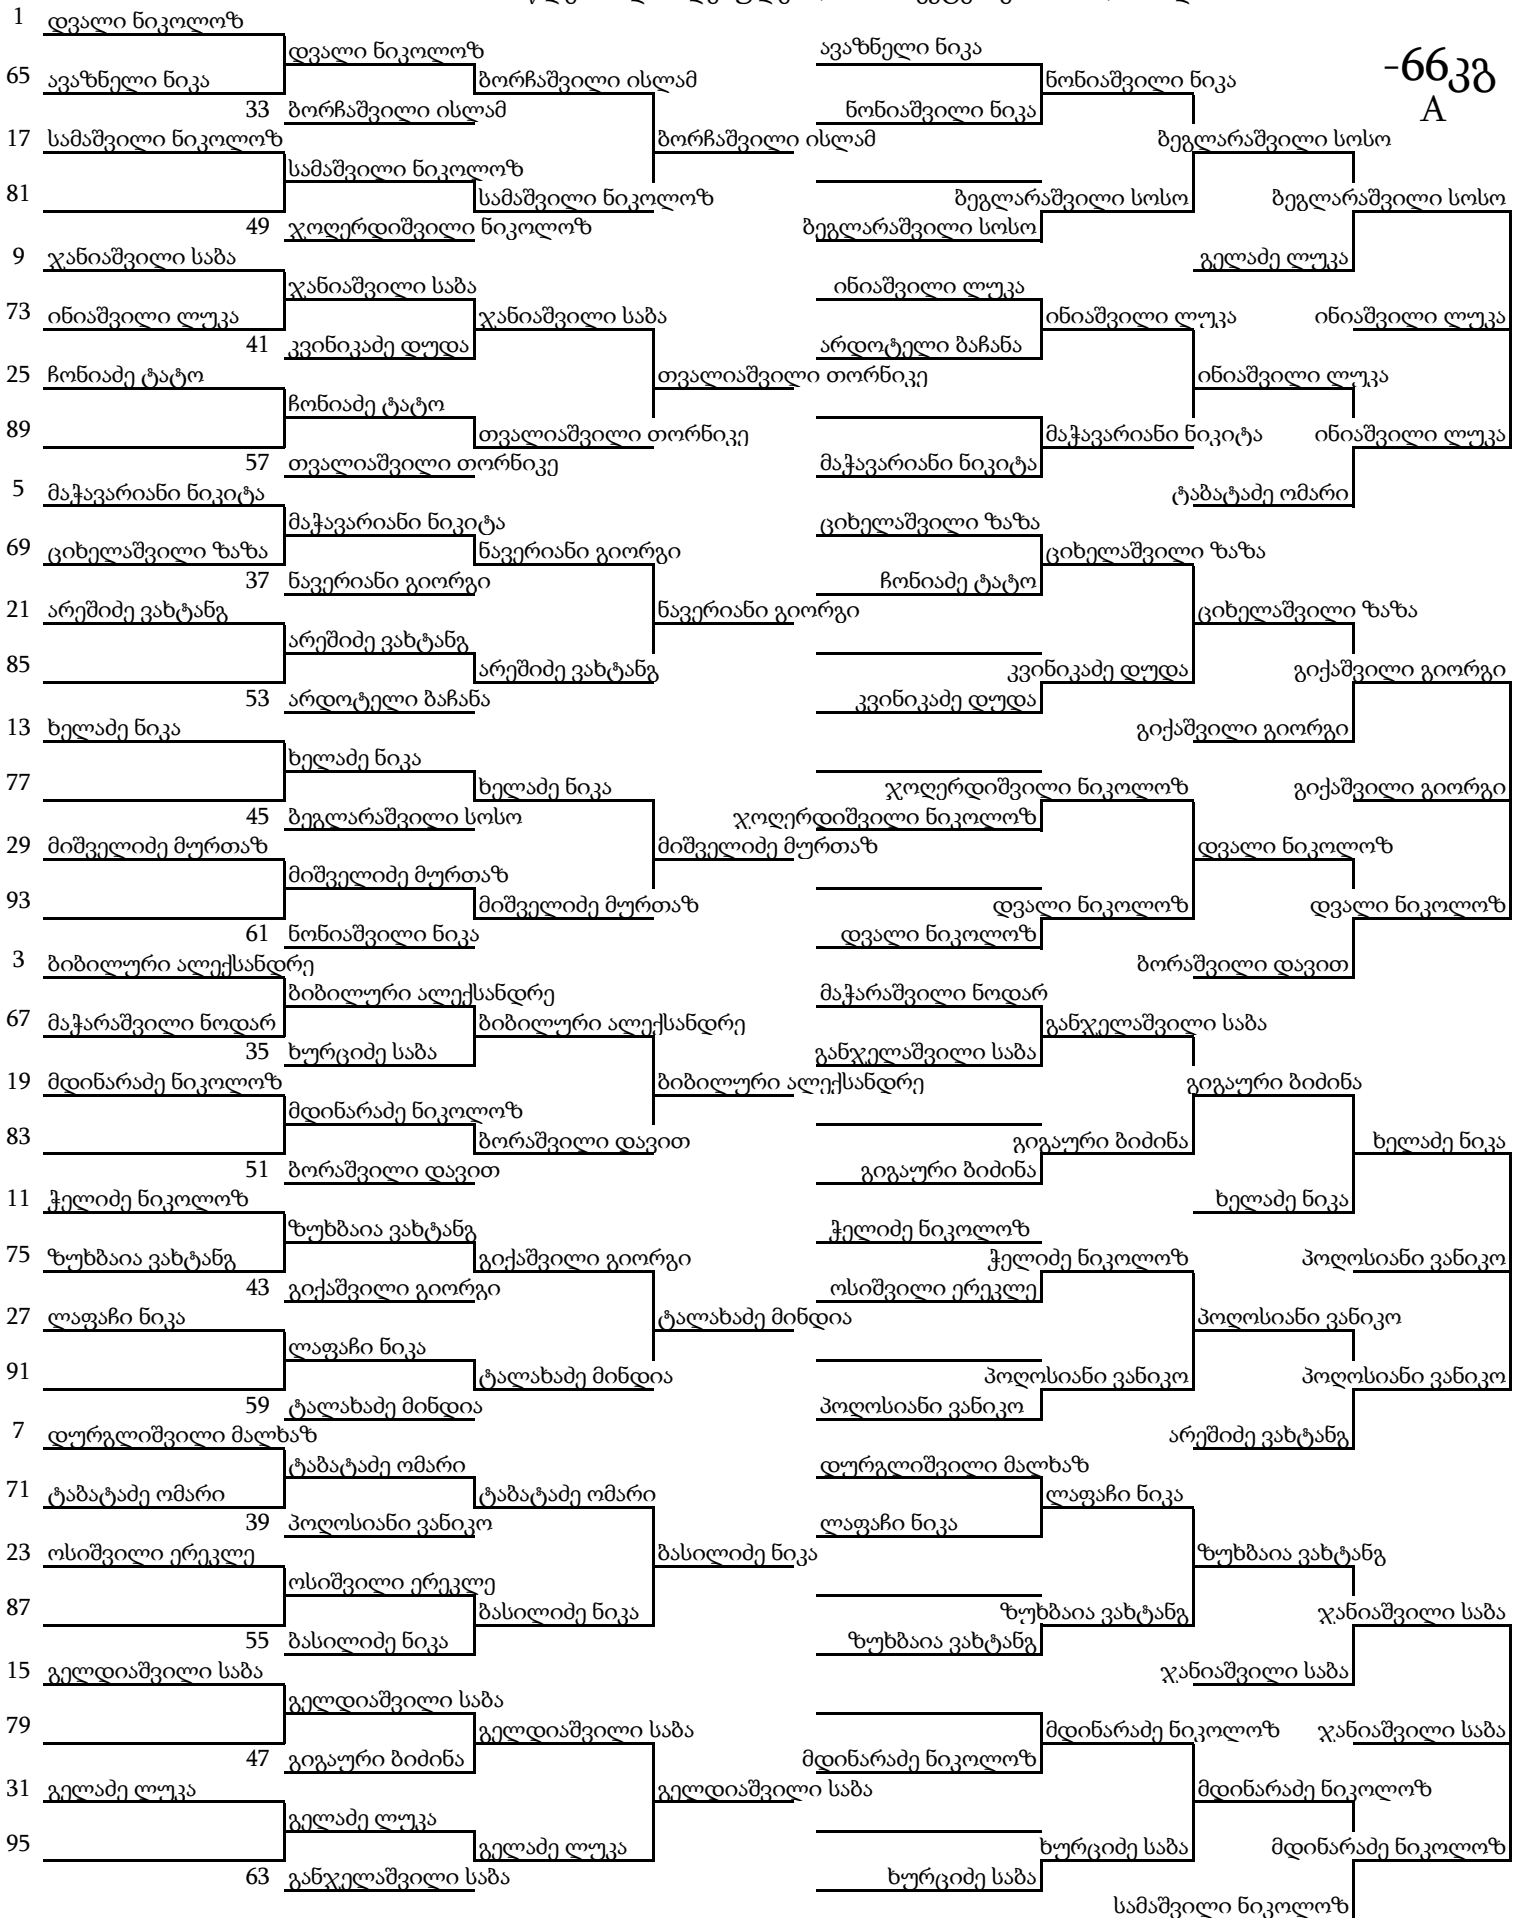 -66კგ
A
1 დვალი ნიკოლოზ
დვალი ნიკოლოზ
65 ავაზნელი ნიკა
ბორჩაშვილი ისლამ
33 ბორჩაშვილი ისლამ
17 სამაშვილი ნიკოლოზ
ბორჩაშვილი ისლამ
სამაშვილი ნიკოლოზ
81
სამაშვილი ნიკოლოზ
49 ჯოღერდიშვილი ნიკოლოზ
9 ჯანიაშვილი საბა
ჯანიაშვილი საბა
73 ინიაშვილი ლუკა
ჯანიაშვილი საბა
41 კვინიკაძე დუდა
25 ჩონიაძე ტატო
თვალიაშვილი თორნიკე
ჩონიაძე ტატო
89
თვალიაშვილი თორნიკე
57 თვალიაშვილი თორნიკე
5 მაჭავარიანი ნიკიტა
მაჭავარიანი ნიკიტა
69 ციხელაშვილი ზაზა
ნავერიანი გიორგი
37 ნავერიანი გიორგი
21 არეშიძე ვახტანგ
ნავერიანი გიორგი
არეშიძე ვახტანგ
85
არეშიძე ვახტანგ
53 არდოტელი ბაჩანა
13 ხელაძე ნიკა
ხელაძე ნიკა
77
ხელაძე ნიკა
45 ბეგლარაშვილი სოსო
29 მიშველიძე მურთაზ
მიშველიძე მურთაზ
მიშველიძე მურთაზ
93
მიშველიძე მურთაზ
61 ნონიაშვილი ნიკა
3 ბიბილური ალექსანდრე
ბიბილური ალექსანდრე
67 მაჭარაშვილი ნოდარ
ბიბილური ალექსანდრე
35 ხურციძე საბა
19 მდინარაძე ნიკოლოზ
ბიბილური ალექსანდრე
მდინარაძე ნიკოლოზ
83
ბორაშვილი დავით
51 ბორაშვილი დავით
11 ჭელიძე ნიკოლოზ
ზუხბაია ვახტანგ
75 ზუხბაია ვახტანგ
გიქაშვილი გიორგი
43 გიქაშვილი გიორგი
27 ლაფაჩი ნიკა
ტალახაძე მინდია
ლაფაჩი ნიკა
91
ტალახაძე მინდია
59 ტალახაძე მინდია
7 დურგლიშვილი მალხაზ
ტაბატაძე ომარი
71 ტაბატაძე ომარი
ტაბატაძე ომარი
39 პოღოსიანი ვანიკო
23 ოსიშვილი ერეკლე
ბასილიძე ნიკა
ოსიშვილი ერეკლე
87
ბასილიძე ნიკა
55 ბასილიძე ნიკა
15 გელდიაშვილი საბა
გელდიაშვილი საბა
79
გელდიაშვილი საბა
47 გიგაური ბიძინა
31 გელაძე ლუკა
გელდიაშვილი საბა
გელაძე ლუკა
95
გელაძე ლუკა
63 განჯელაშვილი საბა
ავაზნელი ნიკა
ნონიაშვილი ნიკა
ნონიაშვილი ნიკა
ბეგლარაშვილი სოსო
ბეგლარაშვილი სოსო
ბეგლარაშვილი სოსო
ბეგლარაშვილი სოსო
გელაძე ლუკა
ინიაშვილი ლუკა
ინიაშვილი ლუკა
ინიაშვილი ლუკა
არდოტელი ბაჩანა
ინიაშვილი ლუკა
მაჭავარიანი ნიკიტა
ინიაშვილი ლუკა
მაჭავარიანი ნიკიტა
ტაბატაძე ომარი
ციხელაშვილი ზაზა
ციხელაშვილი ზაზა
ჩონიაძე ტატო
ციხელაშვილი ზაზა
კვინიკაძე დუდა
გიქაშვილი გიორგი
კვინიკაძე დუდა
გიქაშვილი გიორგი
ჯოღერდიშვილი ნიკოლოზ
გიქაშვილი გიორგი
ჯოღერდიშვილი ნიკოლოზ
დვალი ნიკოლოზ
დვალი ნიკოლოზ
დვალი ნიკოლოზ
დვალი ნიკოლოზ
ბორაშვილი დავით
მაჭარაშვილი ნოდარ
განჯელაშვილი საბა
განჯელაშვილი საბა
გიგაური ბიძინა
გიგაური ბიძინა
ხელაძე ნიკა
გიგაური ბიძინა
ხელაძე ნიკა
ჭელიძე ნიკოლოზ
ჭელიძე ნიკოლოზ
პოღოსიანი ვანიკო
ოსიშვილი ერეკლე
პოღოსიანი ვანიკო
პოღოსიანი ვანიკო
პოღოსიანი ვანიკო
პოღოსიანი ვანიკო
არეშიძე ვახტანგ
დურგლიშვილი მალხაზ
ლაფაჩი ნიკა
ლაფაჩი ნიკა
ზუხბაია ვახტანგ
ზუხბაია ვახტანგ
ჯანიაშვილი საბა
ზუხბაია ვახტანგ
ჯანიაშვილი საბა
მდინარაძე ნიკოლოზ
ჯანიაშვილი საბა
მდინარაძე ნიკოლოზ
მდინარაძე ნიკოლოზ
ხურციძე საბა
მდინარაძე ნიკოლოზ
ხურციძე საბა
სამაშვილი ნიკოლოზ